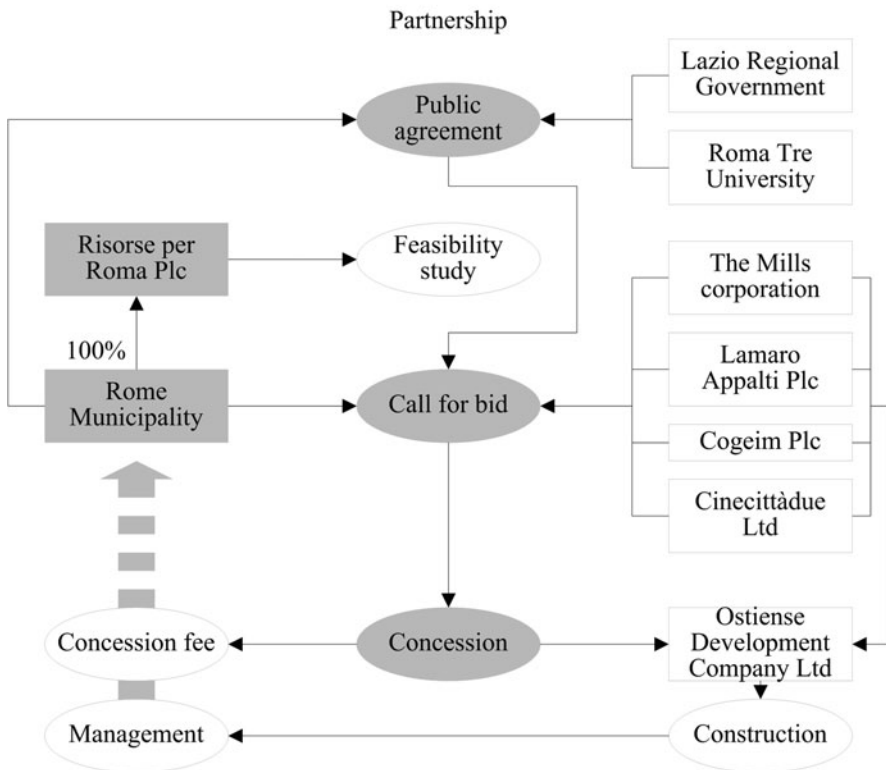 Partnership
Lazio Regional
Government
Public
agreement
Roma Tre
University
Risorse per
Roma Plc
Feasibility
study
The Mills
corporation
100%
Lamaro
Appalti Plc
Rome
Municipality
Call for bid
Cogeim Plc
Cinecittàdue
Ltd
Concession fee
Concession
Ostiense
Development
Company Ltd
Management
Construction